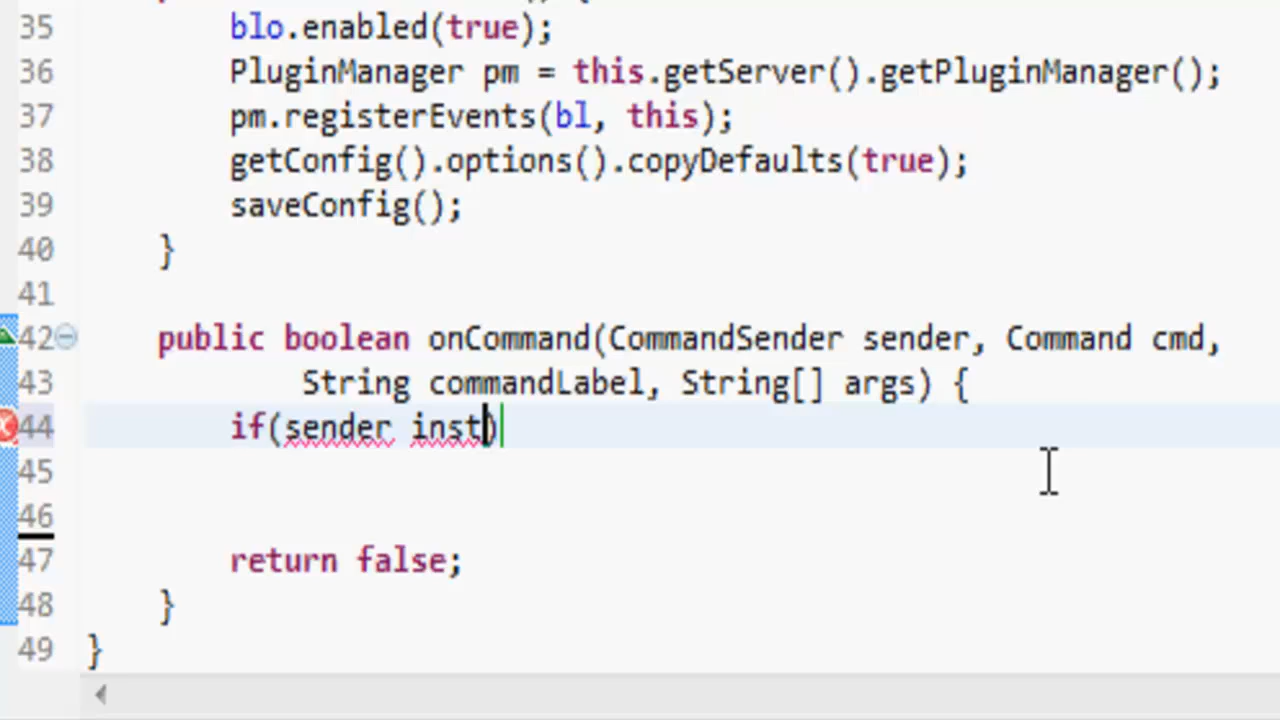 35 blo.enabled(true);
36 PluginManager pm = this.getServer().getPluginManager();
37 pm.registerEvents(bl, this);
38 getConfig().options().copyDefaults(true);
39 saveConfig();
40 }
41
42 public boolean onCommand(CommandSender sender, Command cmd,
43 String commandLabel, String[] args) {
44 if(sender inst)
45
46
47 return false;
48 }
49 }